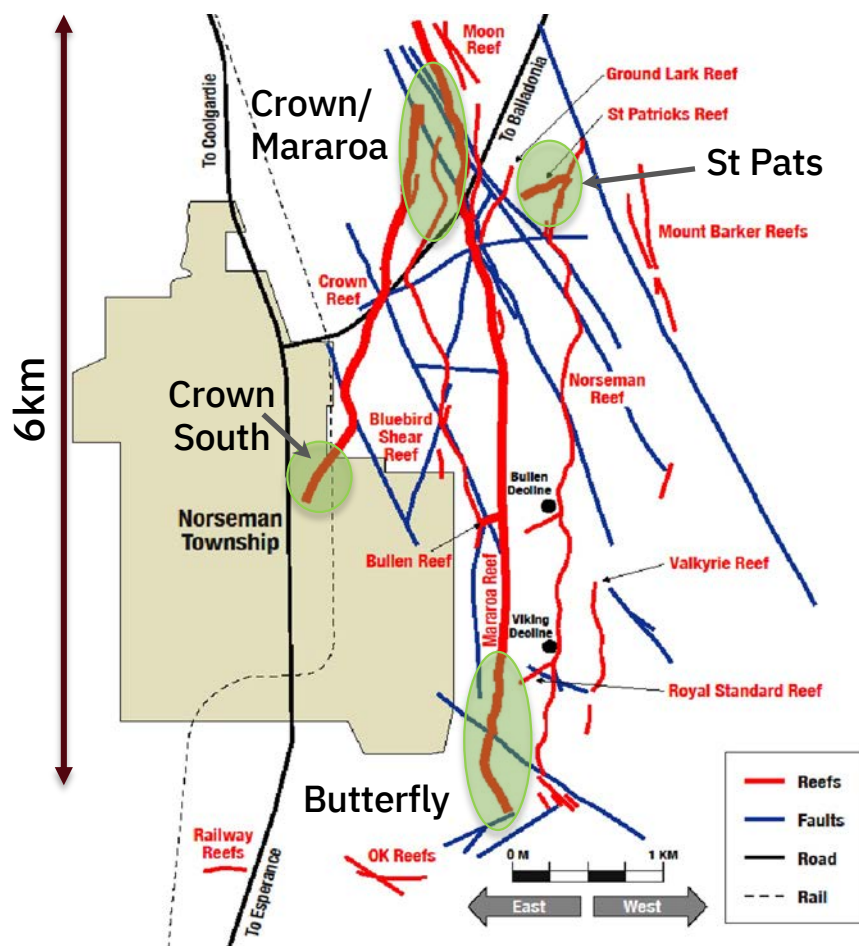 Moon
Reef
Ground Lark Reef
Crown/
Mararoa
To Coolgardie
To Balladonia
St Patricks Reef
St Pats
Mount Barker Reefs
Crown
Reef
6km
Norseman
Reef
Crown
South
Bluebird
Shear
Reef
Bullen
Decline
Norseman
Township
Bullen Reef
Valkyrie Reef
Mararoa Reef
Viking
Decline
Royal Standard Reef
Butterfly
Reefs
Faults
Road
Rail
Railway
Reefs
OK Reefs
To Esperance
0 M
1 KM
East
West